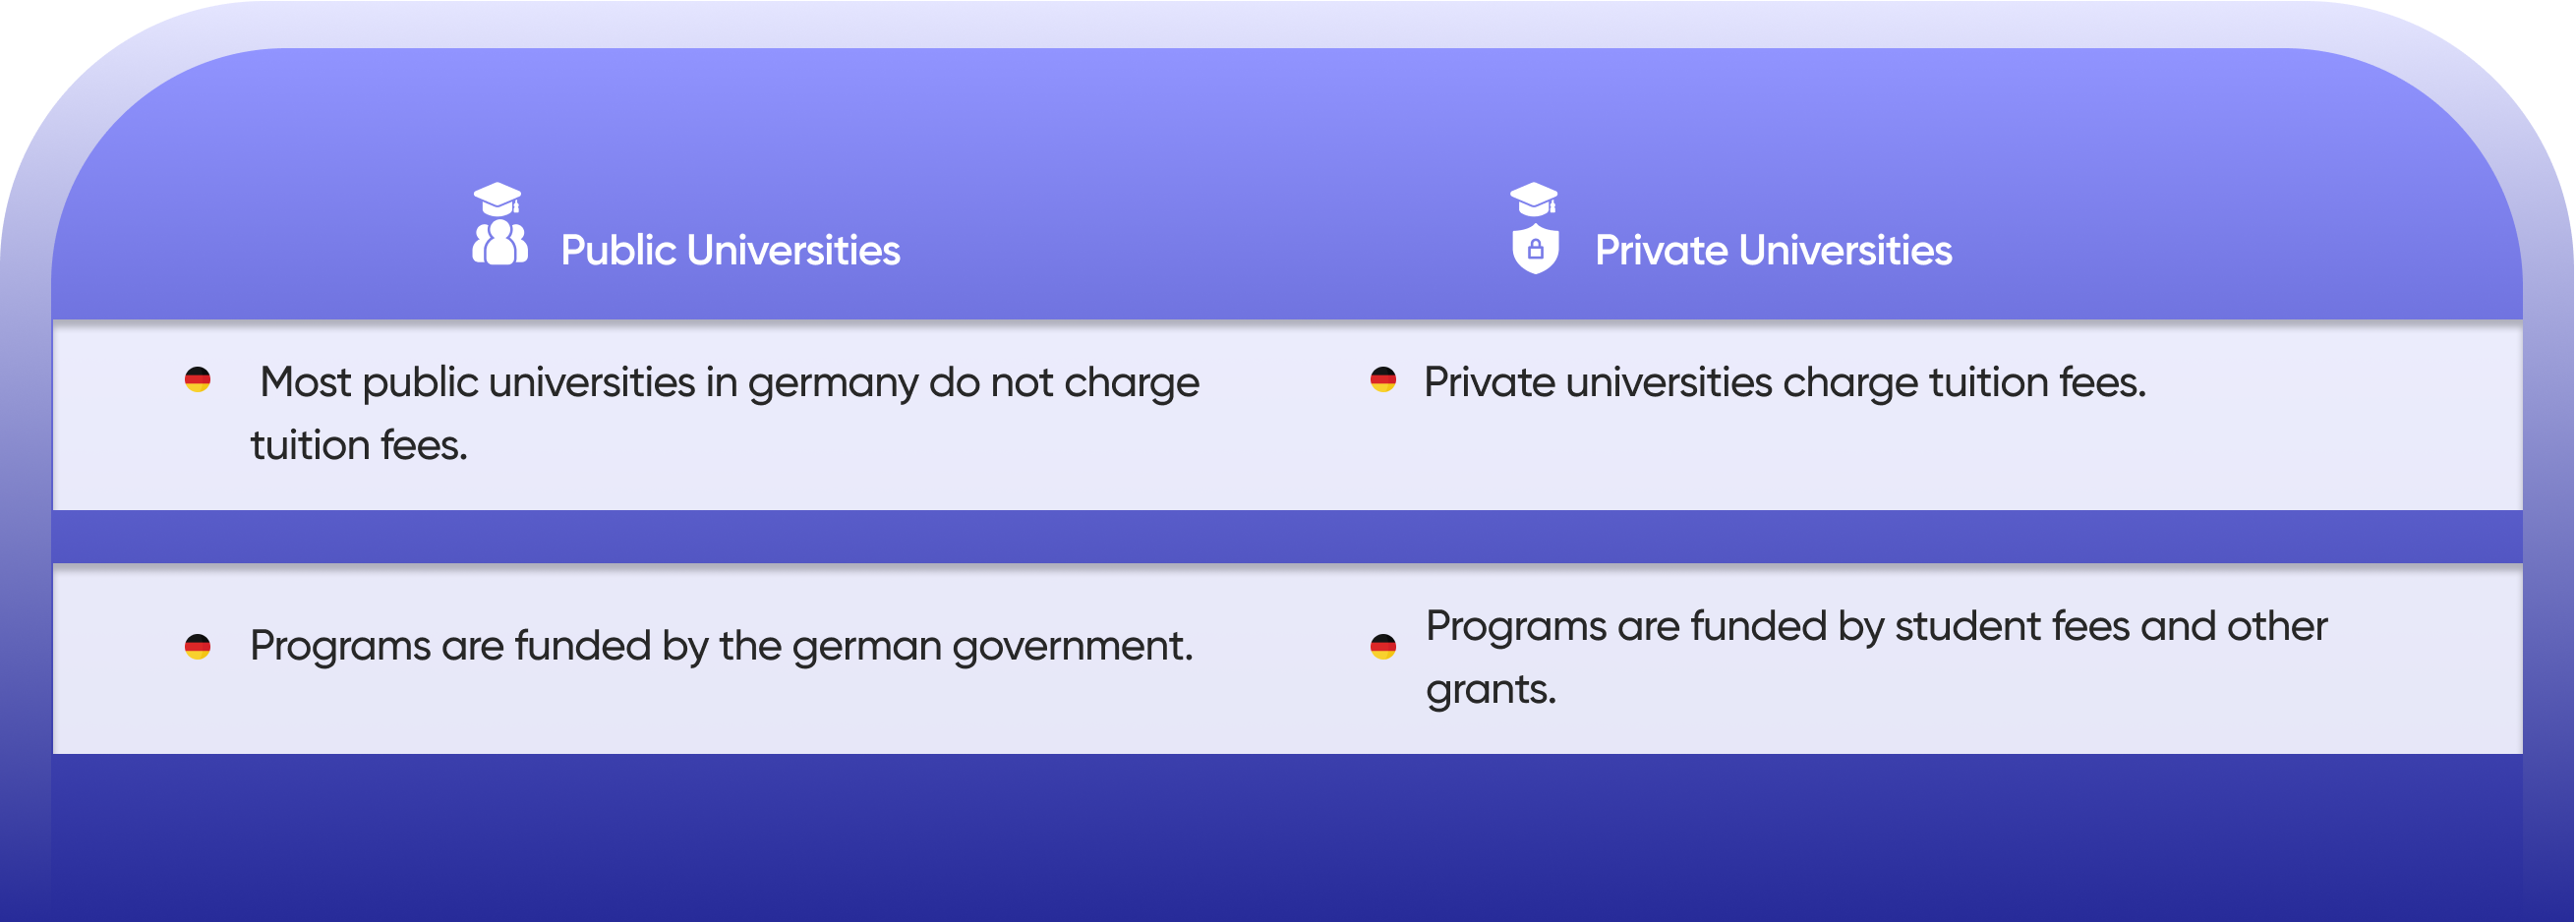 Public Universities
Private Universities
Most public universities in germany do not charge
tuition fees.
Private universities charge tuition fees.
Programs are funded by the german government.
Programs are funded by student fees and other
grants.